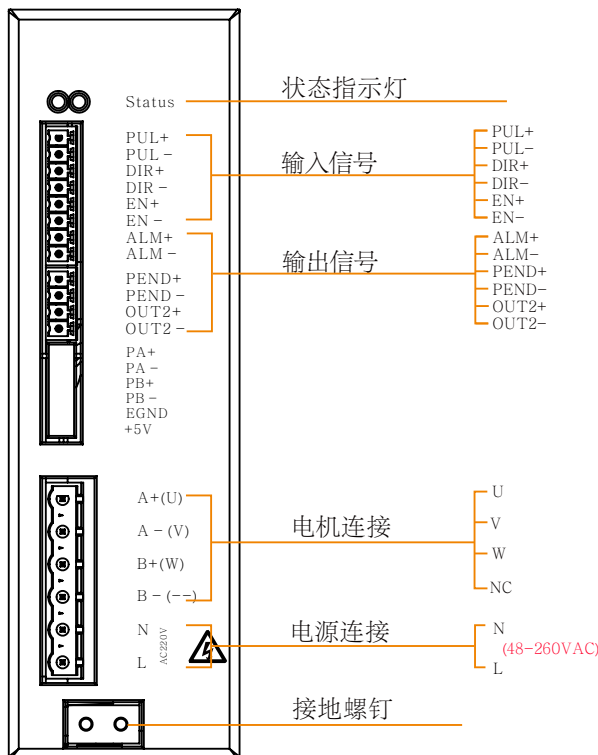 Status
状态指示灯
PUL+
PUL−
DIR+
DIR−
EN+
EN−
ALM+
ALM−
PEND+
PEND−
OUT2+
OUT2−
PA+
PA−
PB+
PB−
EGND
+5V
输入信号
PUL+
PUL−
DIR+
DIR−
EN+
EN−
输出信号
ALM+
ALM−
PEND+
PEND−
OUT2+
OUT2−
A+(U)
A−(V)
B+(W)
B−(−−)
电机连接
U
V
W
NC
N
L
AC220V
电源连接
N
(48−260VAC)
L
接地螺钉